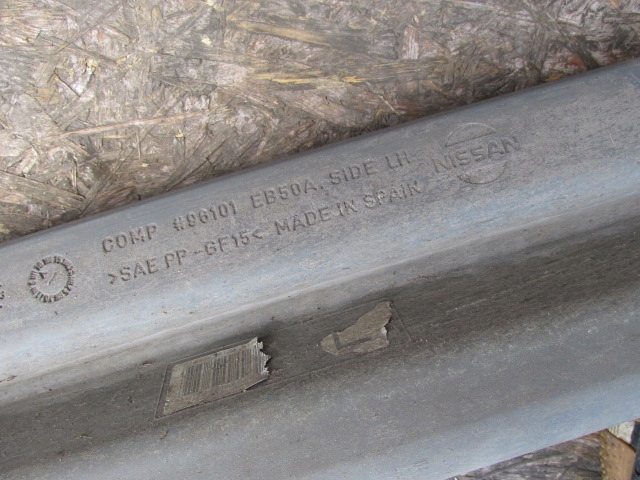 COMP #96101 EB50A, SIDE LH
>SAE PP-GF15< MADE IN SPAIN
NISSAN